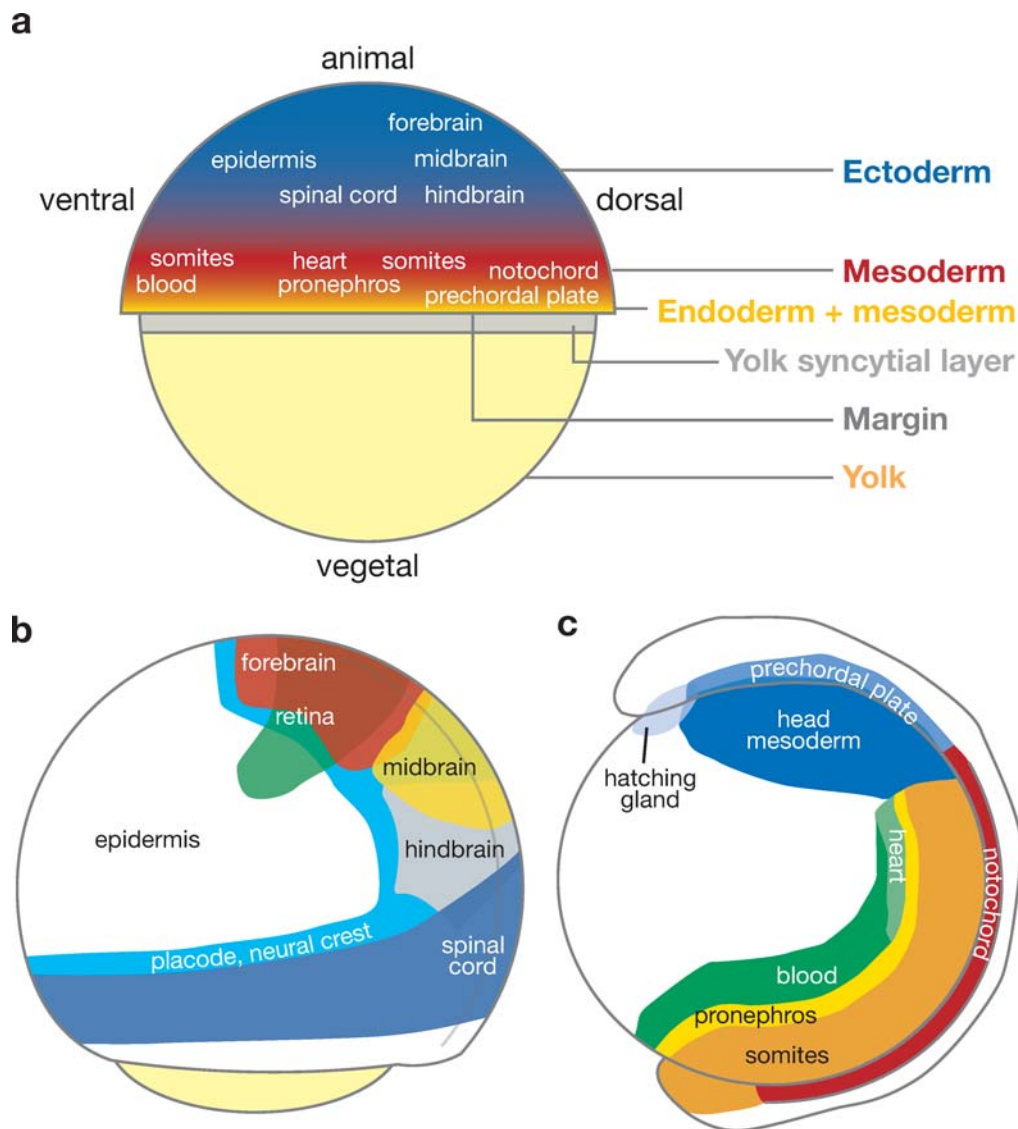 a
animal
forebrain
epidermis
midbrain
spinal cord
hindbrain
ventral
dorsal
somites
blood
heart
pronephros
somites
notochord
prechordal plate
Ectoderm
Mesoderm
Endoderm + mesoderm
Yolk syncytial layer
Margin
Yolk
vegetal
b
forebrain
retina
midbrain
epidermis
hindbrain
placode, neural crest
spinal
cord
c
prechordal plate
head
mesoderm
hatching
gland
heart
notochord
blood
pronephros
somites